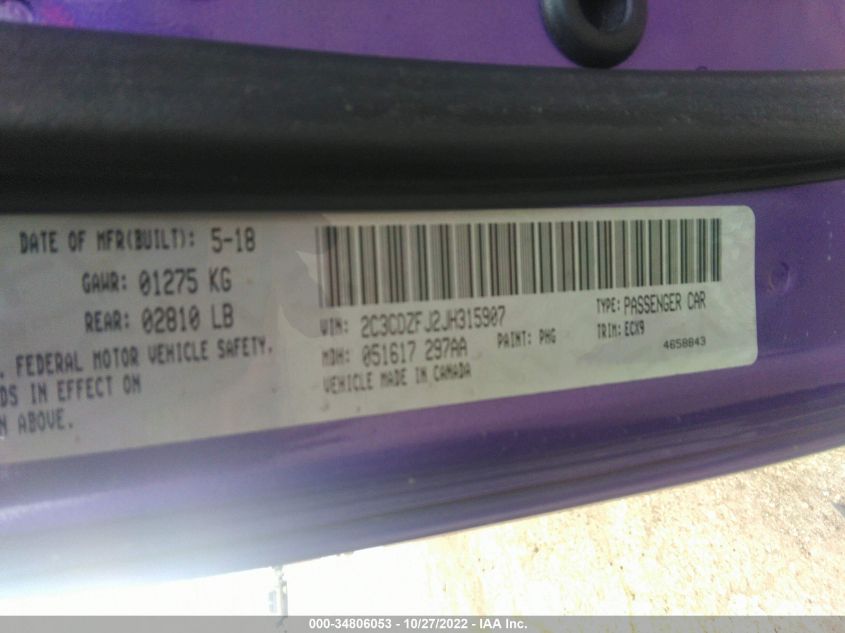 DATE OF MFR(BUILT): 5-18
GAWR: 01275 KG
REAR: 02810 LB
FEDERAL MOTOR VEHICLE SAFETY.
DS IN EFFECT ON
ABOVE.
VIN: 2C3CDZFJ2JH315907
MDH: 051617 297AA
PAINT: PHG
VEHICLE MADE IN CANADA
TYPE: PASSENGER CAR
TRIM: ECX9
4658843
000-34806053 / 10/27/2022 - IAA Inc.